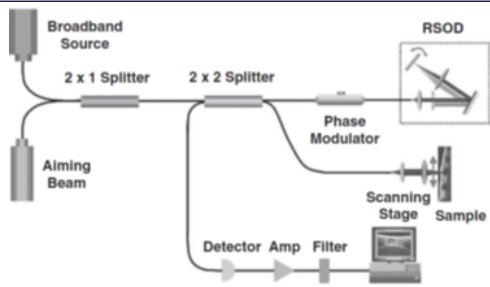 Broadband
Source
RSOD
2 x 1 Splitter
2 x 2 Splitter
Phase
Modulator
Aiming
Beam
Scanning
Stage
Sample
Detector
Amp
Filter